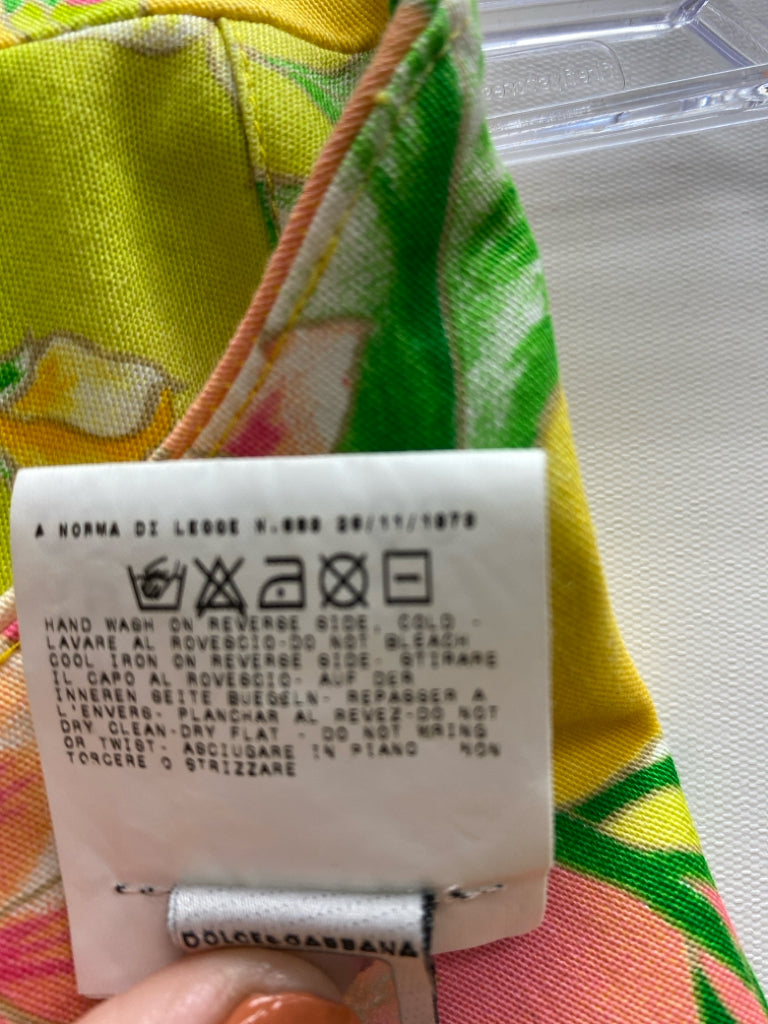 A NORMA DI LEGGE N.883 26/11/1973
HAND WASH ON REVERSE SIDE, COLD -
LAVARE AL ROVESCIO-DO NOT BLEACH
COOL IRON ON REVERSE SIDE- STIRARE
IL CAPO AL ROVESCIO- AUF DER
INNEREN SEITE BUEGELN- REPASSER A
L'ENVERS- PLANCHAR AL REVEZ-DO NOT
DRY CLEAN-DRY FLAT - DO NOT WRING
OR TWIST- ASCIUGARE IN PIANO NON
TORCERE O STRIZZARE
DOLCE&GABBANA